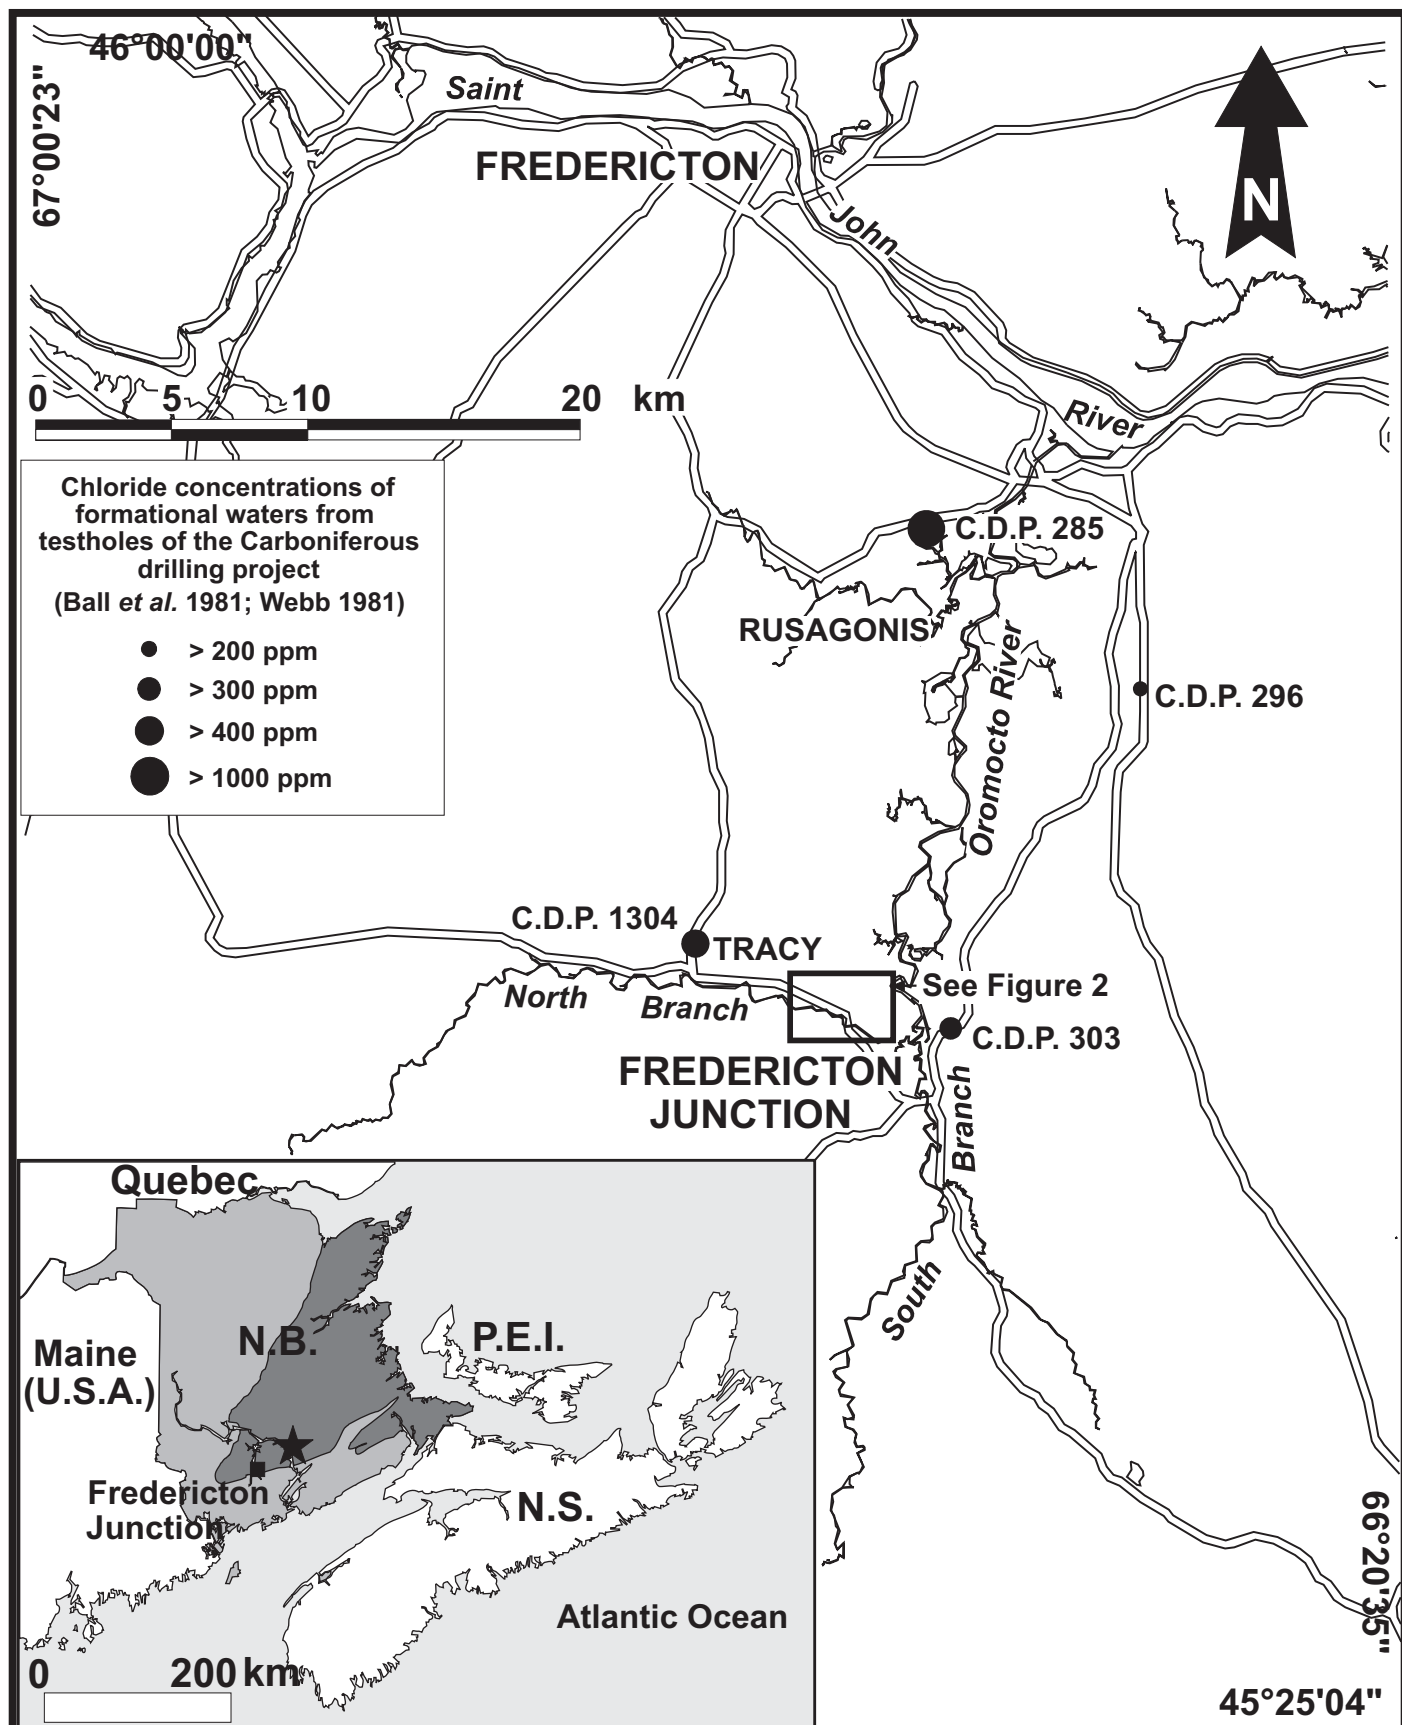 46°00'00"
67°00'23"
Saint
FREDERICTON
John
N
River
0 5 10 20 km
Chloride concentrations of
formational waters from
testholes of the Carboniferous
drilling project
(Ball et al. 1981; Webb 1981)
> 200 ppm
> 300 ppm
> 400 ppm
> 1000 ppm
C.D.P. 285
RUSAGONIS
Oromocto River
C.D.P. 296
C.D.P. 1304
TRACY
North Branch
See Figure 2
C.D.P. 303
FREDERICTON
JUNCTION
Branch
South
Quebec
N.B.
P.E.I.
Maine
(U.S.A.)
Fredericton
Junction
N.S.
Atlantic Ocean
0 200 km
66°20'35"
45°25'04"